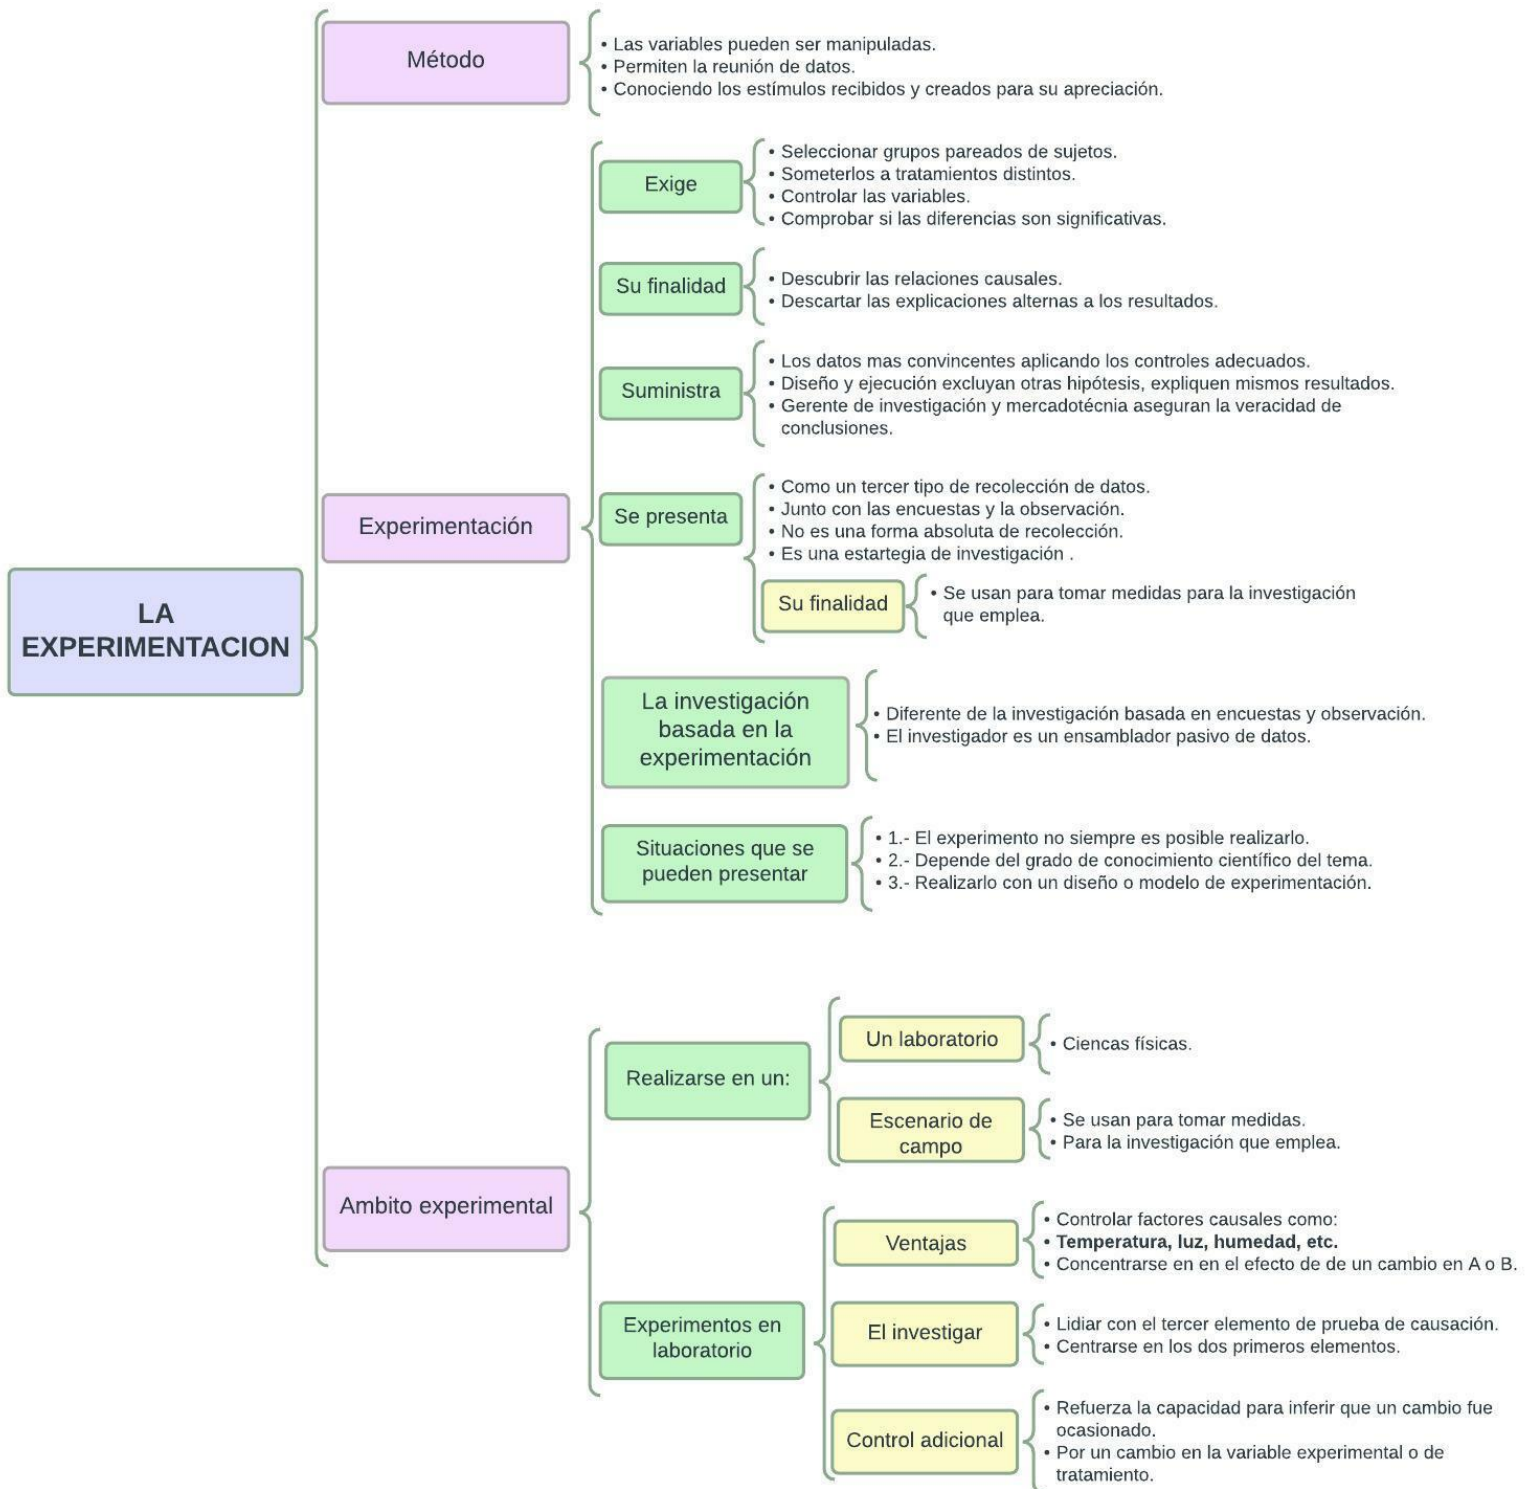 LA
EXPERIMENTACION
Método
• Las variables pueden ser manipuladas.
• Permiten la reunión de datos.
• Conociendo los estímulos recibidos y creados para su apreciación.
Experimentación
Exige
• Seleccionar grupos pareados de sujetos.
• Someterlos a tratamientos distintos.
• Controlar las variables.
• Comprobar si las diferencias son significativas.
Su finalidad
• Descubrir las relaciones causales.
• Descartar las explicaciones alternas a los resultados.
Suministra
• Los datos mas convincentes aplicando los controles adecuados.
• Diseño y ejecución excluyan otras hipótesis, expliquen mismos resultados.
• Gerente de investigación y mercadotécnia aseguran la veracidad de
conclusiones.
Se presenta
• Como un tercer tipo de recolección de datos.
• Junto con las encuestas y la observación.
• No es una forma absoluta de recolección.
• Es una estartegia de investigación .
Su finalidad
• Se usan para tomar medidas para la investigación
que emplea.
La investigación
basada en la
experimentación
• Diferente de la investigación basada en encuestas y observación.
• El investigador es un ensamblador pasivo de datos.
Situaciones que se
pueden presentar
• 1.- El experimento no siempre es posible realizarlo.
• 2.- Depende del grado de conocimiento científico del tema.
• 3.- Realizarlo con un diseño o modelo de experimentación.
Ambito experimental
Realizarse en un:
Un laboratorio
• Ciencas físicas.
Escenario de
campo
• Se usan para tomar medidas.
• Para la investigación que emplea.
Experimentos en
laboratorio
Ventajas
• Controlar factores causales como:
• Temperatura, luz, humedad, etc.
• Concentrarse en en el efecto de de un cambio en A o B.
El investigar
• Lidiar con el tercer elemento de prueba de causación.
• Centrarse en los dos primeros elementos.
Control adicional
• Refuerza la capacidad para inferir que un cambio fue
ocasionado.
• Por un cambio en la variable experimental o de
tratamiento.